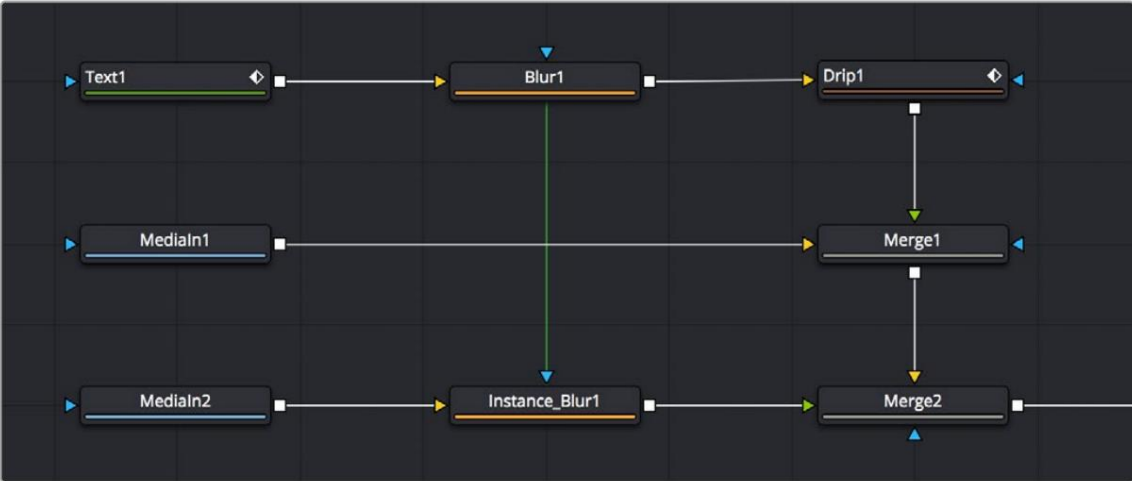 Text1
Blur1
Drip1
MediaIn1
Merge1
MediaIn2
Instance_Blur1
Merge2